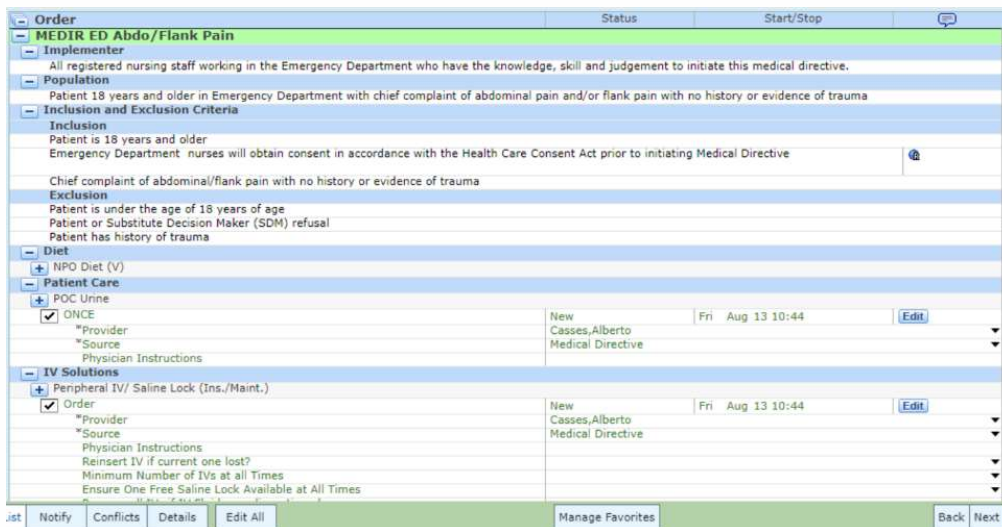 Order Status Start/Stop
MEDIR ED Abdo/Flank Pain
Implementer
All registered nursing staff working in the Emergency Department who have the knowledge, skill and judgement to initiate this medical directive.
Population
Patient 18 years and older in Emergency Department with chief complaint of abdominal pain and/or flank pain with no history or evidence of trauma
Inclusion and Exclusion Criteria
Inclusion
Patient is 18 years and older
Emergency Department nurses will obtain consent in accordance with the Health Care Consent Act prior to initiating Medical Directive
Chief complaint of abdominal/flank pain with no history or evidence of trauma
Exclusion
Patient is under the age of 18 years of age
Patient or Substitute Decision Maker (SDM) refusal
Patient has history of trauma
Diet
NPO Diet (V)
Patient Care
POC Urine
ONCE New Fri Aug 13 10:44 Edit
*Provider Casses,Alberto
*Source Medical Directive
Physician Instructions
IV Solutions
Peripheral IV/ Saline Lock (Ins./Maint.)
Order New Fri Aug 13 10:44 Edit
*Provider Casses,Alberto
*Source Medical Directive
Physician Instructions
Reinsert IV if current one lost?
Minimum Number of IVs at all Times
Ensure One Free Saline Lock Available at All Times
Notify Conflicts Details Edit All Manage Favorites Back Next